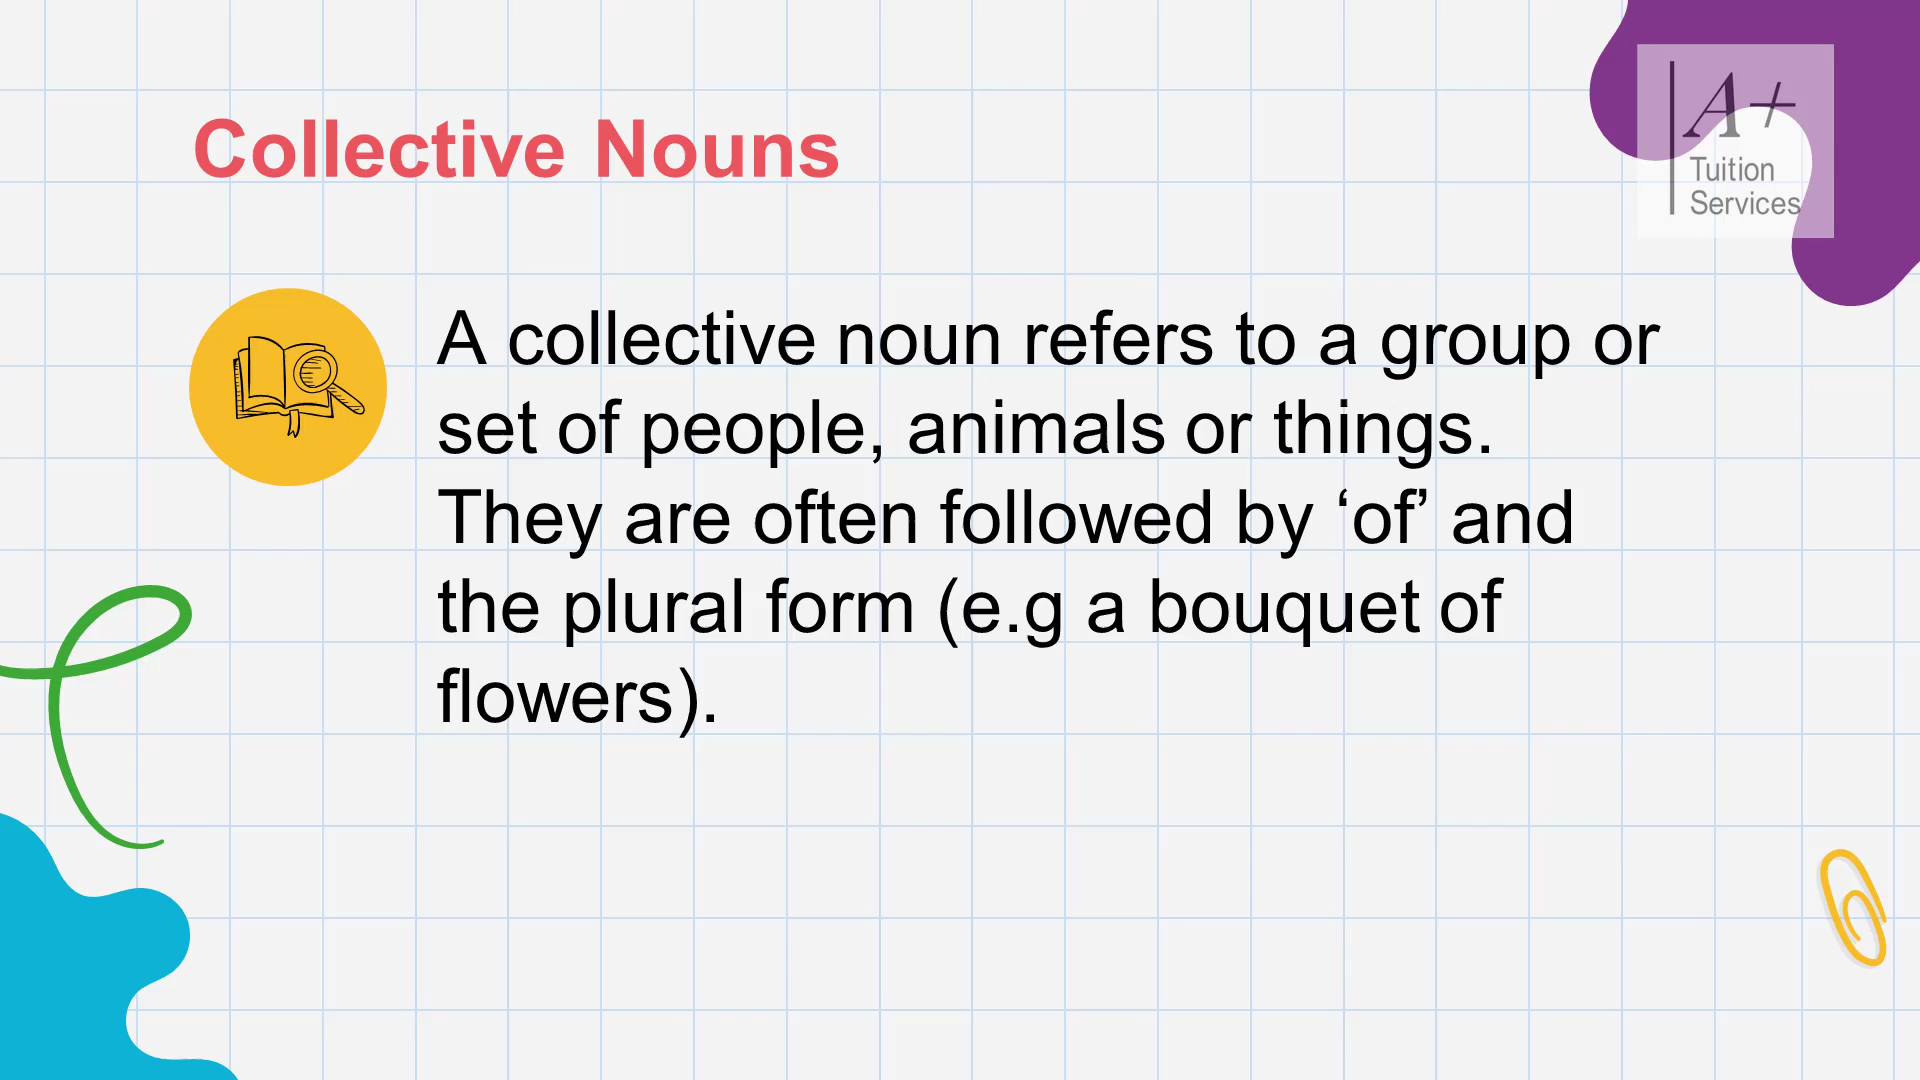 Collective Nouns
A+
Tuition
Services
A collective noun refers to a group or
set of people, animals or things.
They are often followed by ‘of’ and
the plural form (e.g a bouquet of
flowers).